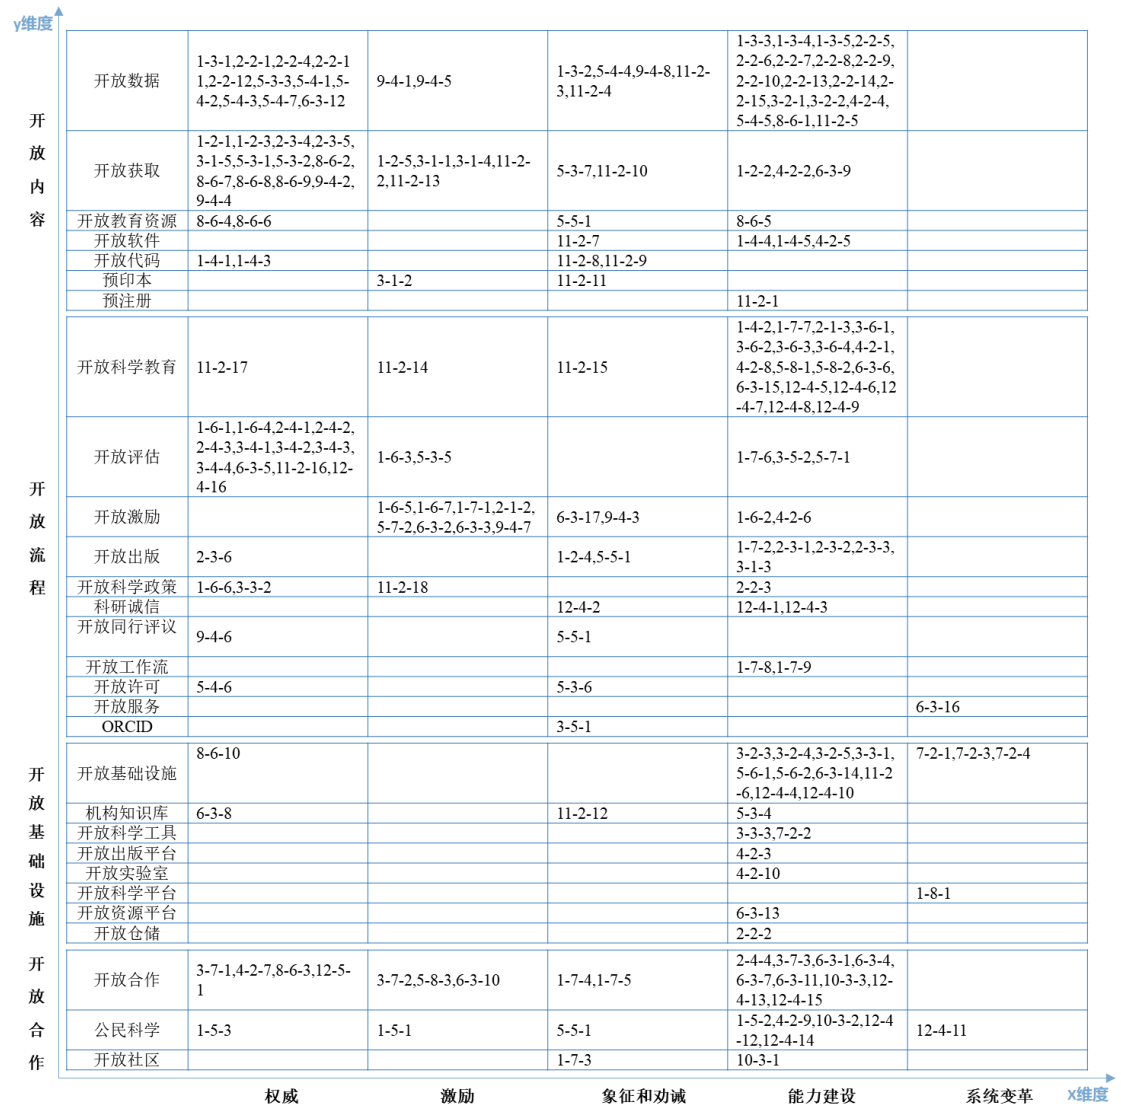 y维度
开放内容
开放数据
1-3-1,2-2-1,2-2-4,2-2-1
1,2-2-12,5-3-3,5-4-1,5-
4-2,5-4-3,5-4-7,6-3-12
9-4-1,9-4-5
1-3-2,5-4-4,9-4-8,11-2-
3,11-2-4
1-3-3,1-3-4,1-3-5,2-2-5,
2-2-6,2-2-7,2-2-8,2-2-9,
2-2-10,2-2-13,2-2-14,2-
2-15,3-2-1,3-2-2,4-2-4,
5-4-5,8-6-1,11-2-5
开放获取
1-2-1,1-2-3,2-3-4,2-3-5,
3-1-5,5-3-1,5-3-2,8-6-2,
8-6-7,8-6-8,8-6-9,9-4-2,
9-4-4
1-2-5,3-1-1,3-1-4,11-2-
2,11-2-13
5-3-7,11-2-10
1-2-2,4-2-2,6-3-9
开放教育资源
8-6-4,8-6-6
5-5-1
8-6-5
开放软件
11-2-7
1-4-4,1-4-5,4-2-5
开放代码
1-4-1,1-4-3
11-2-8,11-2-9
预印本
3-1-2
11-2-11
预注册
11-2-1
开放流程
开放科学教育
11-2-17
11-2-14
11-2-15
1-4-2,1-7-7,2-1-3,3-6-1,
3-6-2,3-6-3,3-6-4,4-2-1,
4-2-8,5-8-1,5-8-2,6-3-6,
6-3-15,12-4-5,12-4-6,12
-4-7,12-4-8,12-4-9
开放评估
1-6-1,1-6-4,2-4-1,2-4-2,
2-4-3,3-4-1,3-4-2,3-4-3,
3-4-4,6-3-5,11-2-16,12-
4-16
1-6-3,5-3-5
1-7-6,3-5-2,5-7-1
开放激励
1-6-5,1-6-7,1-7-1,2-1-2,
5-7-2,6-3-2,6-3-3,9-4-7
6-3-17,9-4-3
1-6-2,4-2-6
开放出版
2-3-6
1-2-4,5-5-1
1-7-2,2-3-1,2-3-2,2-3-3,
3-1-3
开放科学政策
1-6-6,3-3-2
11-2-18
2-2-3
科研诚信
12-4-2
12-4-1,12-4-3
开放同行评议
9-4-6
5-5-1
开放工作流
1-7-8,1-7-9
开放许可
5-4-6
5-3-6
开放服务
6-3-16
ORCID
3-5-1
开放基础设施
开放基础设施
8-6-10
3-2-3,3-2-4,3-2-5,3-3-1,
5-6-1,5-6-2,6-3-14,11-2
-6,12-4-4,12-4-10
7-2-1,7-2-3,7-2-4
机构知识库
6-3-8
11-2-12
5-3-4
开放科学工具
3-3-3,7-2-2
开放出版平台
4-2-3
开放实验室
4-2-10
开放科学平台
1-8-1
开放资源平台
6-3-13
开放仓储
2-2-2
开放合作
开放合作
3-7-1,4-2-7,8-6-3,12-5-
1
3-7-2,5-8-3,6-3-10
1-7-4,1-7-5
2-4-4,3-7-3,6-3-1,6-3-4,
6-3-7,6-3-11,10-3-3,12-
4-13,12-4-15
公民科学
1-5-3
1-5-1
5-5-1
1-5-2,4-2-9,10-3-2,12-4
-12,12-4-14
12-4-11
开放社区
1-7-3
10-3-1
权威
激励
象征和劝诫
能力建设
系统变革
x维度